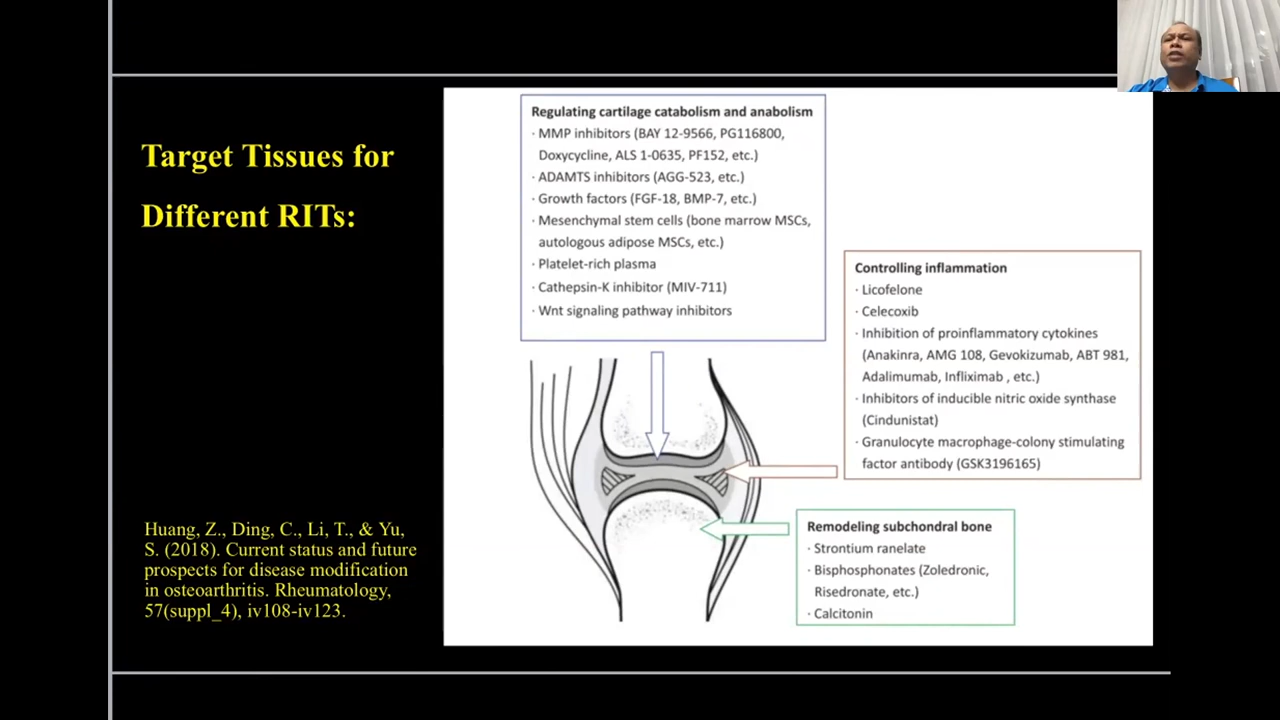 Target Tissues for
Different RITs:
Huang, Z., Ding, C., Li, T., & Yu,
S. (2018). Current status and future
prospects for disease modification
in osteoarthritis. Rheumatology,
57(suppl_4), iv108-iv123.
Regulating cartilage catabolism and anabolism
· MMP inhibitors (BAY 12-9566, PG116800,
Doxycycline, ALS 1-0635, PF152, etc.)
· ADAMTS inhibitors (AGG-523, etc.)
· Growth factors (FGF-18, BMP-7, etc.)
· Mesenchymal stem cells (bone marrow MSCs,
autologous adipose MSCs, etc.)
· Platelet-rich plasma
· Cathepsin-K inhibitor (MIV-711)
· Wnt signaling pathway inhibitors
Controlling inflammation
· Licofelone
· Celecoxib
· Inhibition of proinflammatory cytokines
(Anakinra, AMG 108, Gevokizumab, ABT 981,
Adalimumab, Infliximab , etc.)
· Inhibitors of inducible nitric oxide synthase
(Cindunistat)
· Granulocyte macrophage-colony stimulating
factor antibody (GSK3196165)
Remodeling subchondral bone
· Strontium ranelate
· Bisphosphonates (Zoledronic,
Risedronate, etc.)
· Calcitonin